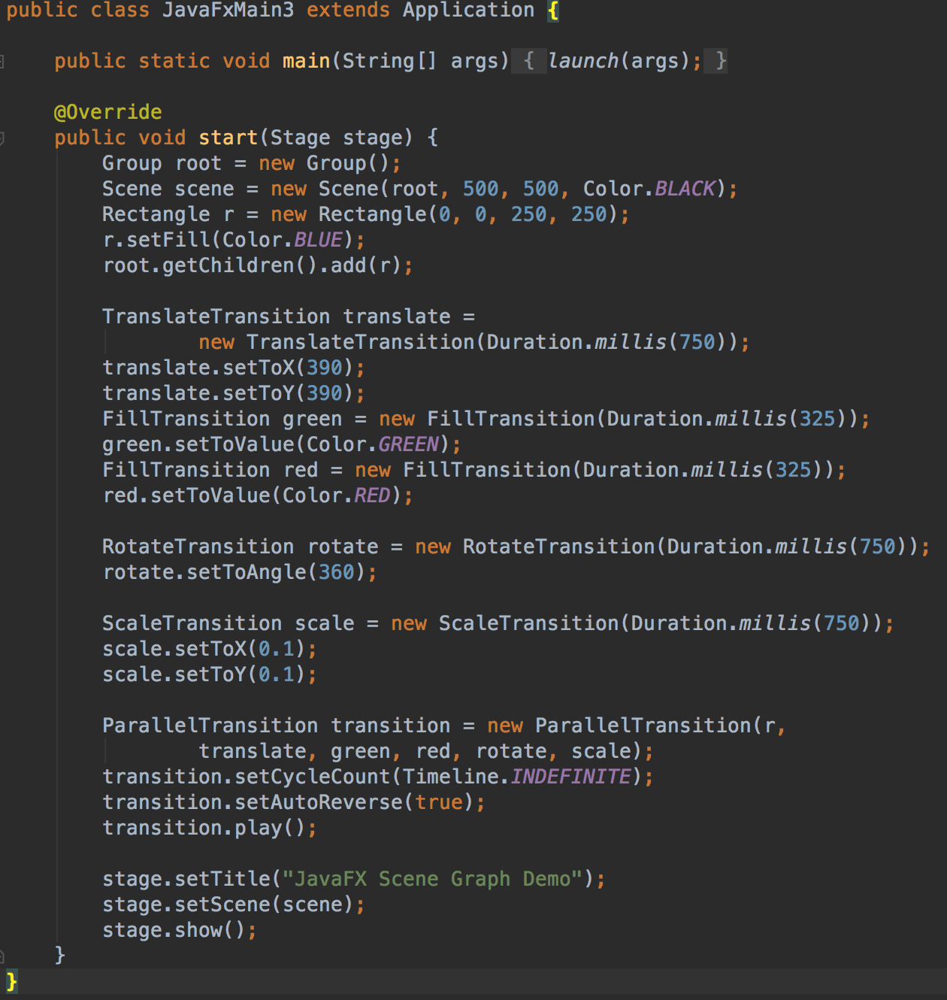 public class JavaFxMain3 extends Application {
public static void main(String[] args) { launch(args); }
@Override
public void start(Stage stage) {
Group root = new Group();
Scene scene = new Scene(root, 500, 500, Color.BLACK);
Rectangle r = new Rectangle(0, 0, 250, 250);
r.setFill(Color.BLUE);
root.getChildren().add(r);
TranslateTransition translate =
new TranslateTransition(Duration.millis(750));
translate.setToX(390);
translate.setToY(390);
FillTransition green = new FillTransition(Duration.millis(325));
green.setToValue(Color.GREEN);
FillTransition red = new FillTransition(Duration.millis(325));
red.setToValue(Color.RED);
RotateTransition rotate = new RotateTransition(Duration.millis(750));
rotate.setToAngle(360);
ScaleTransition scale = new ScaleTransition(Duration.millis(750));
scale.setToX(0.1);
scale.setToY(0.1);
ParallelTransition transition = new ParallelTransition(r,
translate, green, red, rotate, scale);
transition.setCycleCount(Timeline.INDEFINITE);
transition.setAutoReverse(true);
transition.play();
stage.setTitle("JavaFX Scene Graph Demo");
stage.setScene(scene);
stage.show();
}
}